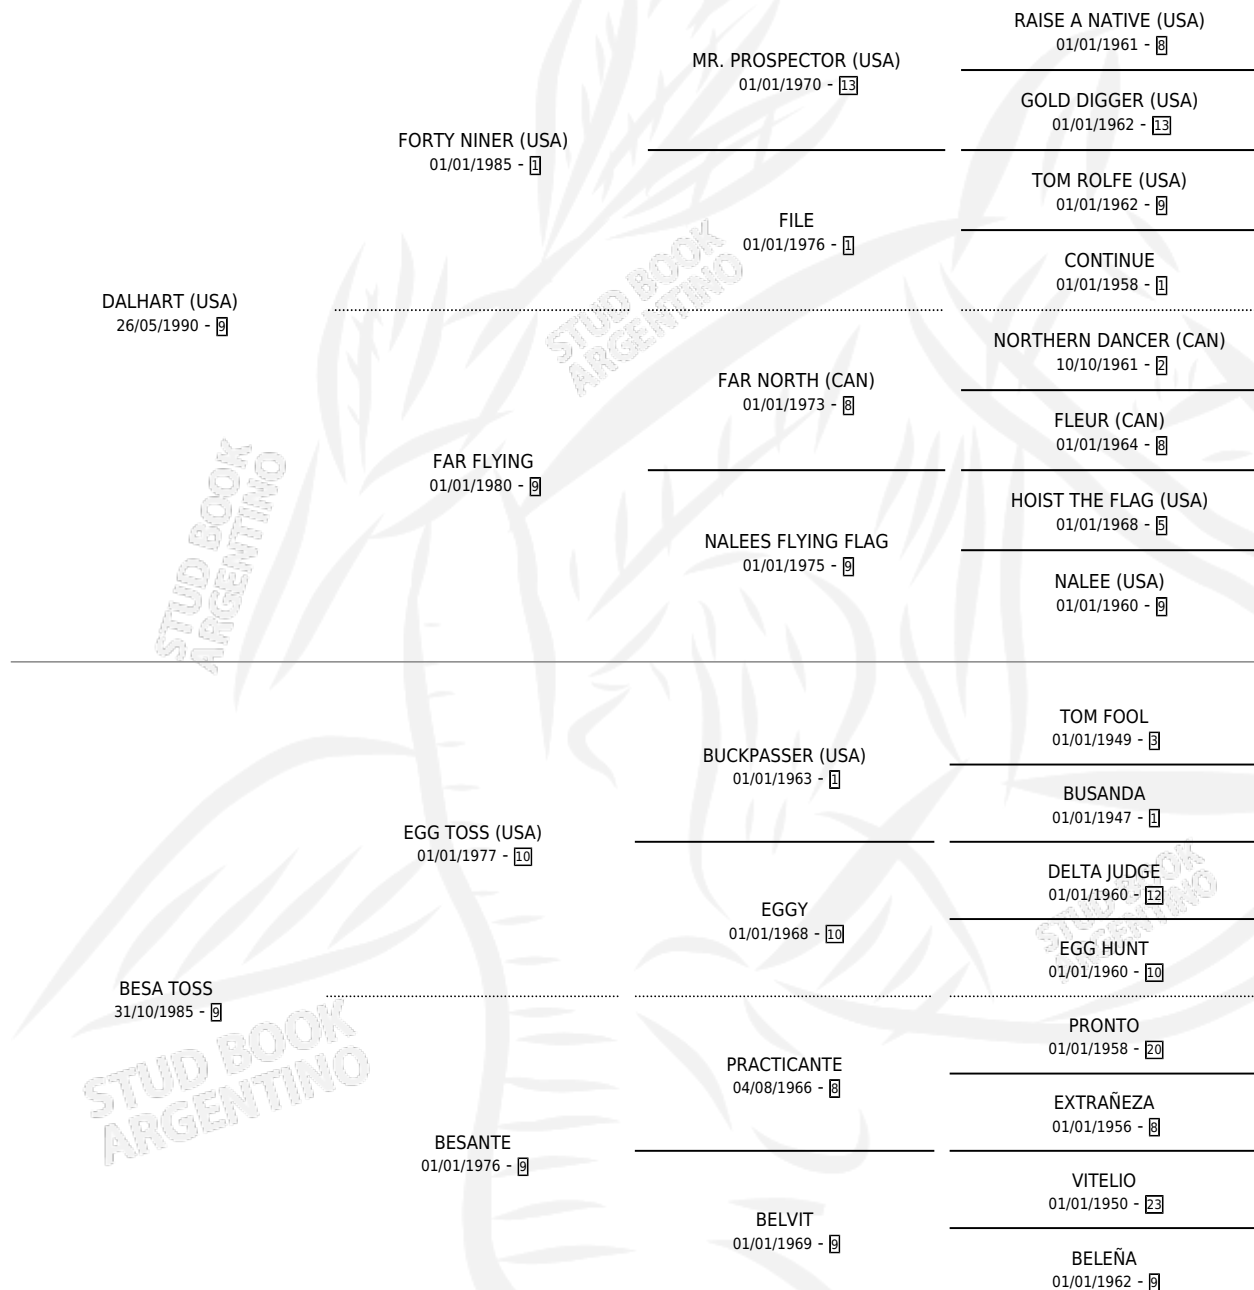 RAISE A NATIVE (USA)
01/01/1961 - 8
MR. PROSPECTOR (USA)
01/01/1970 - 13
GOLD DIGGER (USA)
01/01/1962 - 13
FORTY NINER (USA)
01/01/1985 - 1
TOM ROLFE (USA)
01/01/1962 - 9
FILE
01/01/1976 - 1
CONTINUE
01/01/1958 - 1
DALHART (USA)
26/05/1990 - 9
NORTHERN DANCER (CAN)
10/10/1961 - 2
FAR NORTH (CAN)
01/01/1973 - 8
FLEUR (CAN)
01/01/1964 - 8
FAR FLYING
01/01/1980 - 9
HOIST THE FLAG (USA)
01/01/1968 - 5
NALEES FLYING FLAG
01/01/1975 - 9
NALEE (USA)
01/01/1960 - 9
TOM FOOL
01/01/1949 - 3
BUCKPASSER (USA)
01/01/1963 - 1
BUSANDA
01/01/1947 - 1
EGG TOSS (USA)
01/01/1977 - 10
DELTA JUDGE
01/01/1960 - 12
EGGY
01/01/1968 - 10
EGG HUNT
01/01/1960 - 10
BESA TOSS
31/10/1985 - 9
PRONTO
01/01/1958 - 20
PRACTICANTE
04/08/1966 - 8
EXTRAÑEZA
01/01/1956 - 8
BESANTE
01/01/1976 - 9
VITELIO
01/01/1950 - 23
BELVIT
01/01/1969 - 9
BELEÑA
01/01/1962 - 9
STUD BOOK
ARGENTINO
STUD BOOK
ARGENTINO
STUD BOOK
ARGENTINO
STUD BOOK
ARGENTINO